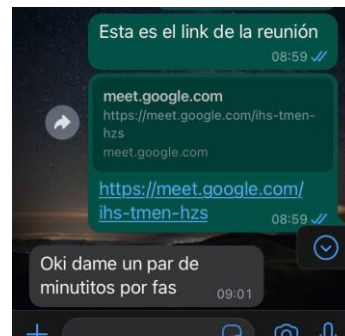 Esta es el link de la reunión
08:59
meet.google.com
https://meet.google.com/ihs-tmen-
hzs
meet.google.com
https://meet.google.com/
ihs-tmen-hzs
08:59
Oki dame un par de
minutitos por fas
09:01